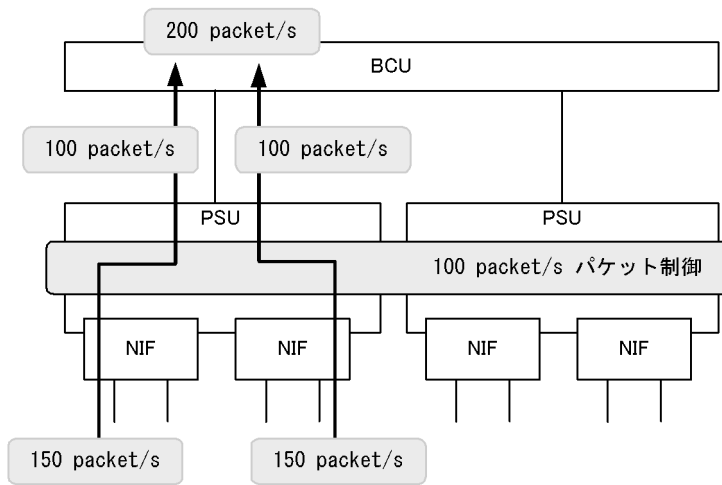 200 packet/s
BCU
100 packet/s
100 packet/s
PSU
PSU
100 packet/s パケット制御
NIF
NIF
NIF
NIF
150 packet/s
150 packet/s